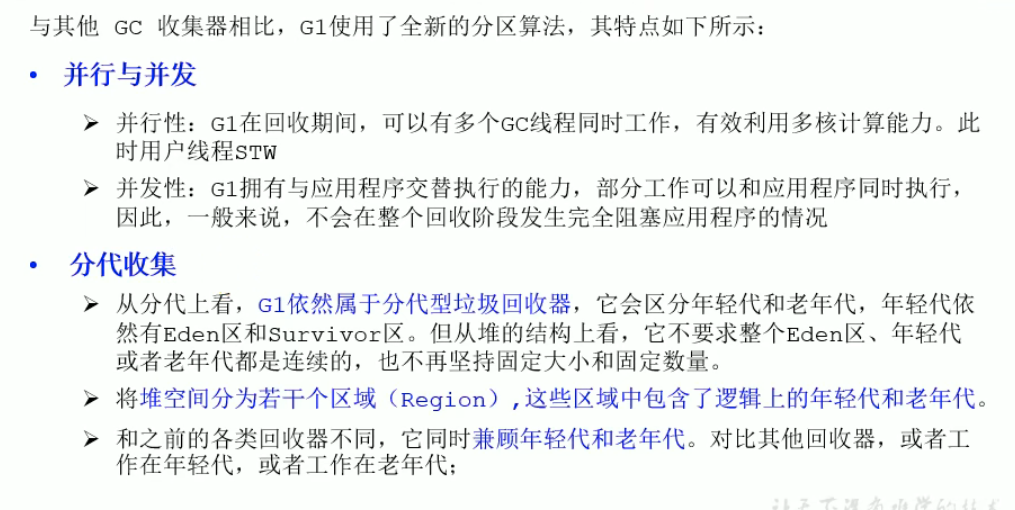 与其他 GC 收集器相比，G1使用了全新的分区算法，其特点如下所示：
• 并行与并发
➢ 并行性：G1在回收期间，可以有多个GC线程同时工作，有效利用多核计算能力。此
时用户线程STW
➢ 并发性：G1拥有与应用程序交替执行的能力，部分工作可以和应用程序同时执行，
因此，一般来说，不会在整个回收阶段发生完全阻塞应用程序的情况
• 分代收集
➢ 从分代上看，G1依然属于分代型垃圾回收器，它会区分年轻代和老年代，年轻代依
然有Eden区和Survivor区。但从堆的结构上看，它不要求整个Eden区、年轻代
或者老年代都是连续的，也不再坚持固定大小和固定数量。
➢ 将堆空间分为若干个区域（Region）,这些区域中包含了逻辑上的年轻代和老年代。
➢ 和之前的各类回收器不同，它同时兼顾年轻代和老年代。对比其他回收器，或者工
作在年轻代，或者工作在老年代；